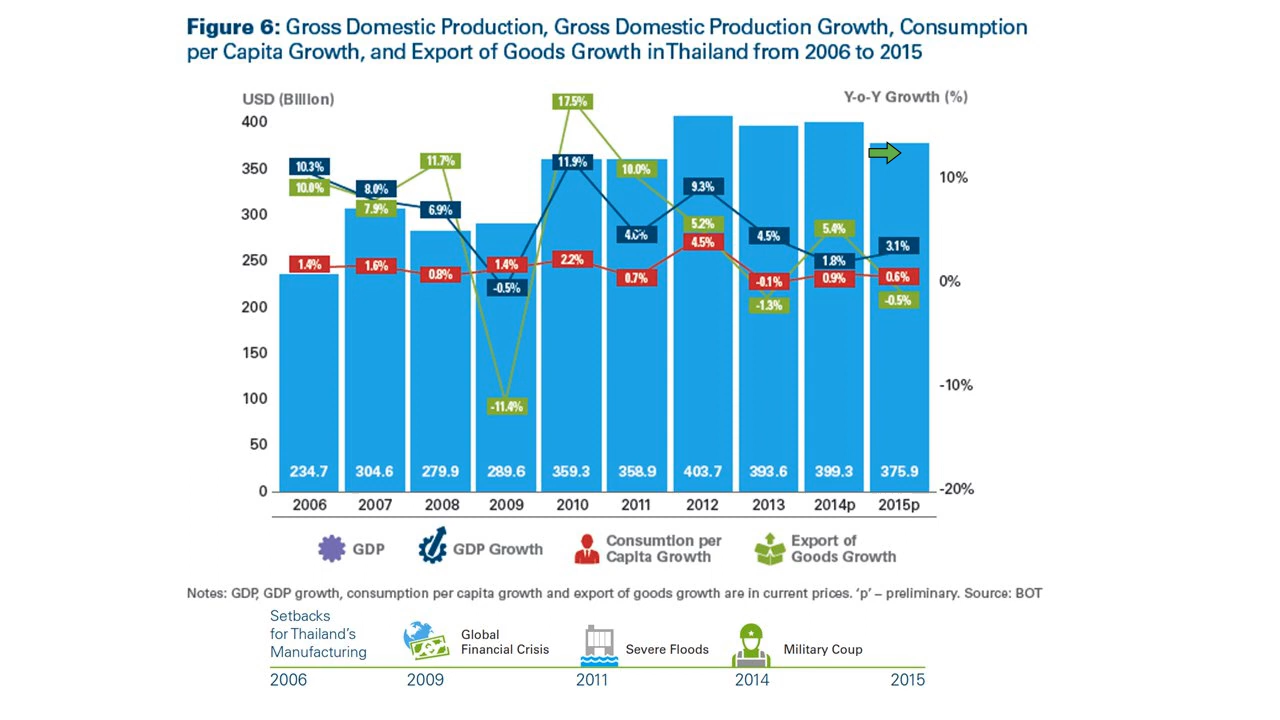 Figure 6: Gross Domestic Production, Gross Domestic Production Growth, Consumption
per Capita Growth, and Export of Goods Growth in Thailand from 2006 to 2015
USD (Billion)
Y-o-Y Growth (%)
400
350
300
250
200
150
100
50
0
10%
0%
-10%
-20%
10.3%
8.0%
6.9%
-0.5%
11.9%
9.3%
4.5%
1.8%
3.1%
10.0%
7.9%
11.7%
-11.4%
17.5%
10.0%
5.2%
-1.3%
5.4%
-0.5%
1.4%
1.6%
0.8%
1.4%
2.2%
0.7%
4.5%
-0.1%
0.9%
0.6%
234.7 304.6 279.9 289.6 359.3 358.9 403.7 393.6 399.3 375.9
2006 2007 2008 2009 2010 2011 2012 2013 2014p 2015p
GDP
GDP Growth
Consumtion per
Capita Growth
Export of
Goods Growth
Notes: GDP, GDP growth, consumption per capita growth and export of goods growth are in current prices. ‘p’ – preliminary. Source: BOT
Setbacks
for Thailand’s
Manufacturing
Global
Financial Crisis
Severe Floods
Military Coup
2006 2009 2011 2014 2015